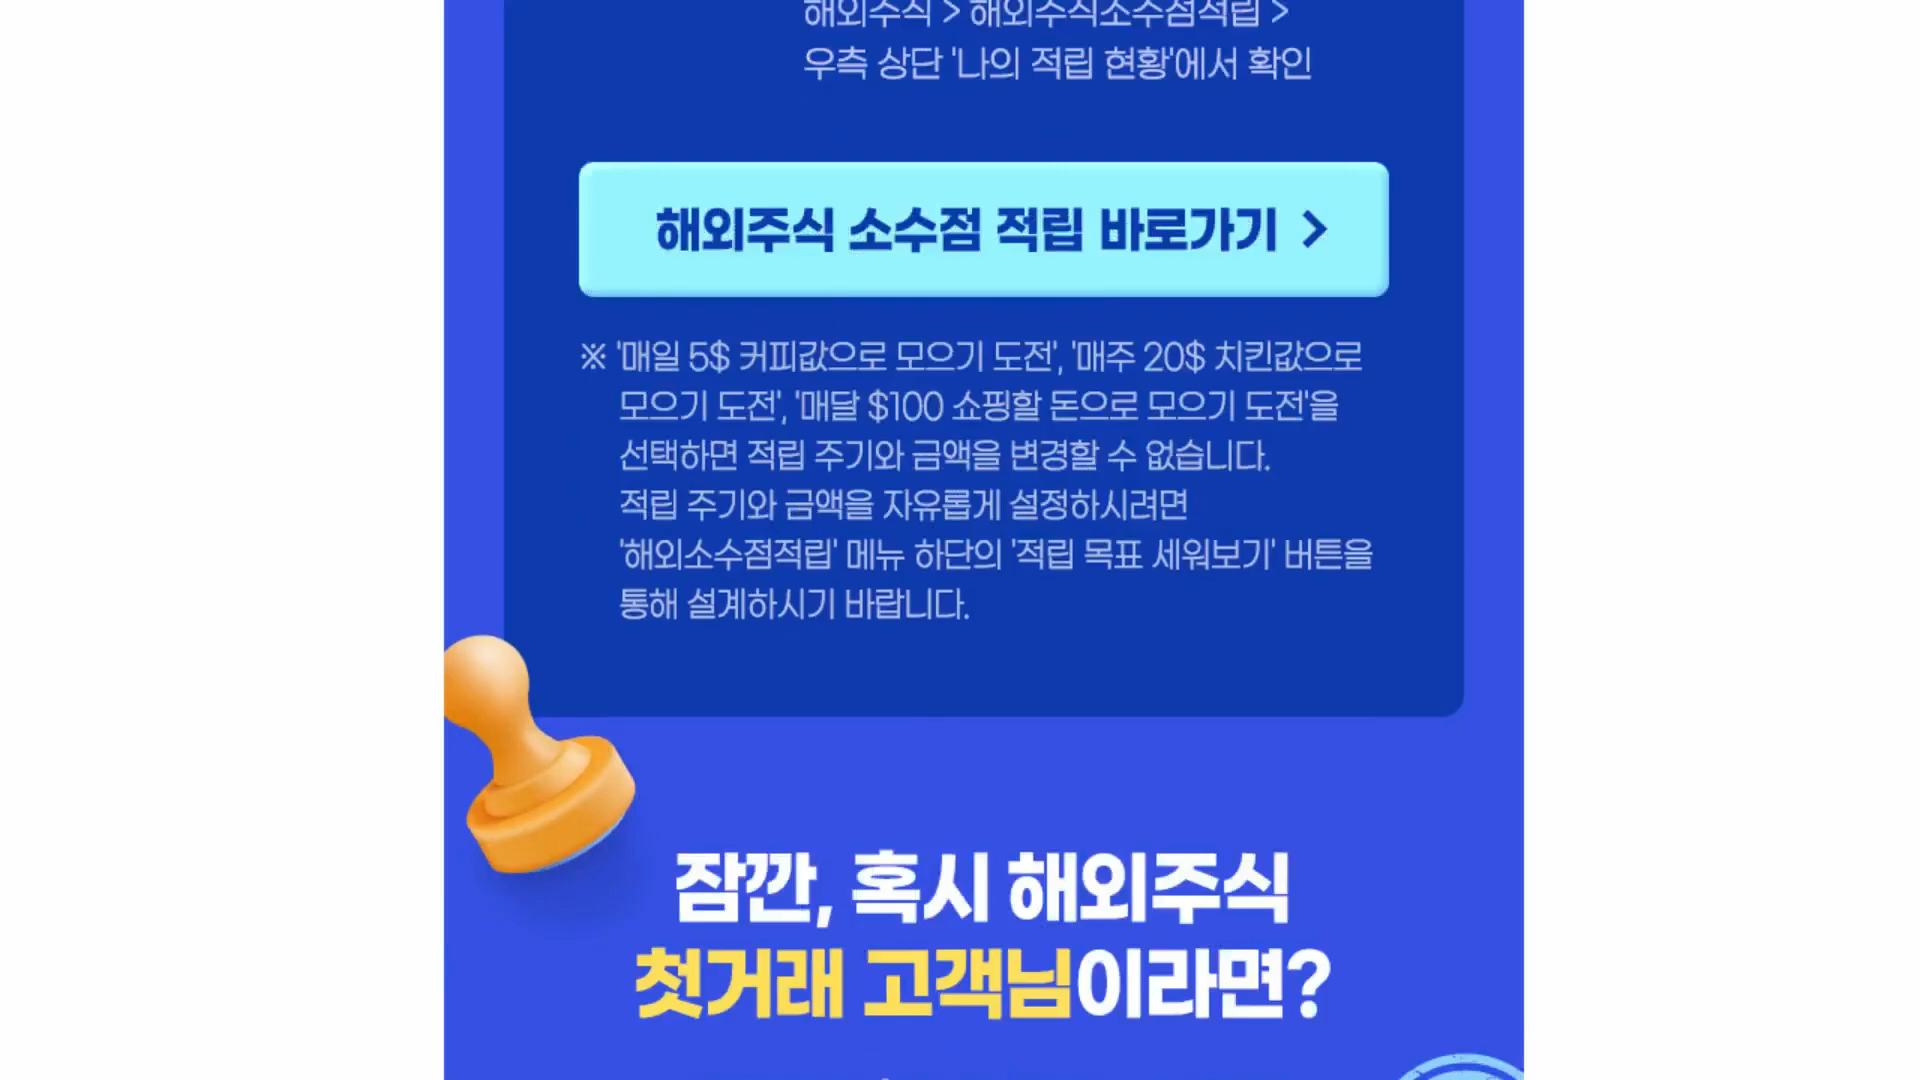 해외주식 > 해외주식소수점적립 >
우측 상단 '나의 적립 현황'에서 확인
해외주식 소수점 적립 바로가기 >
※ '매일 5$ 커피값으로 모으기 도전', '매주 20$ 치킨값으로
모으기 도전', '매달 $100 쇼핑할 돈으로 모으기 도전'을
선택하면 적립 주기와 금액을 변경할 수 없습니다.
적립 주기와 금액을 자유롭게 설정하시려면
'해외소수점적립' 메뉴 하단의 '적립 목표 세워보기' 버튼을
통해 설계하시기 바랍니다.
잠깐, 혹시 해외주식
첫거래 고객님이라면?